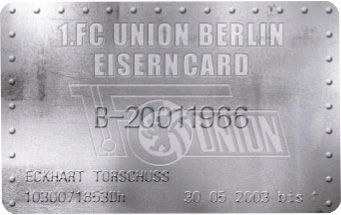 1.FC UNION BERLIN
EISERNCARD
B-20011966
UNION
ECKHART TORSCHUSS
30 05 2003 bis